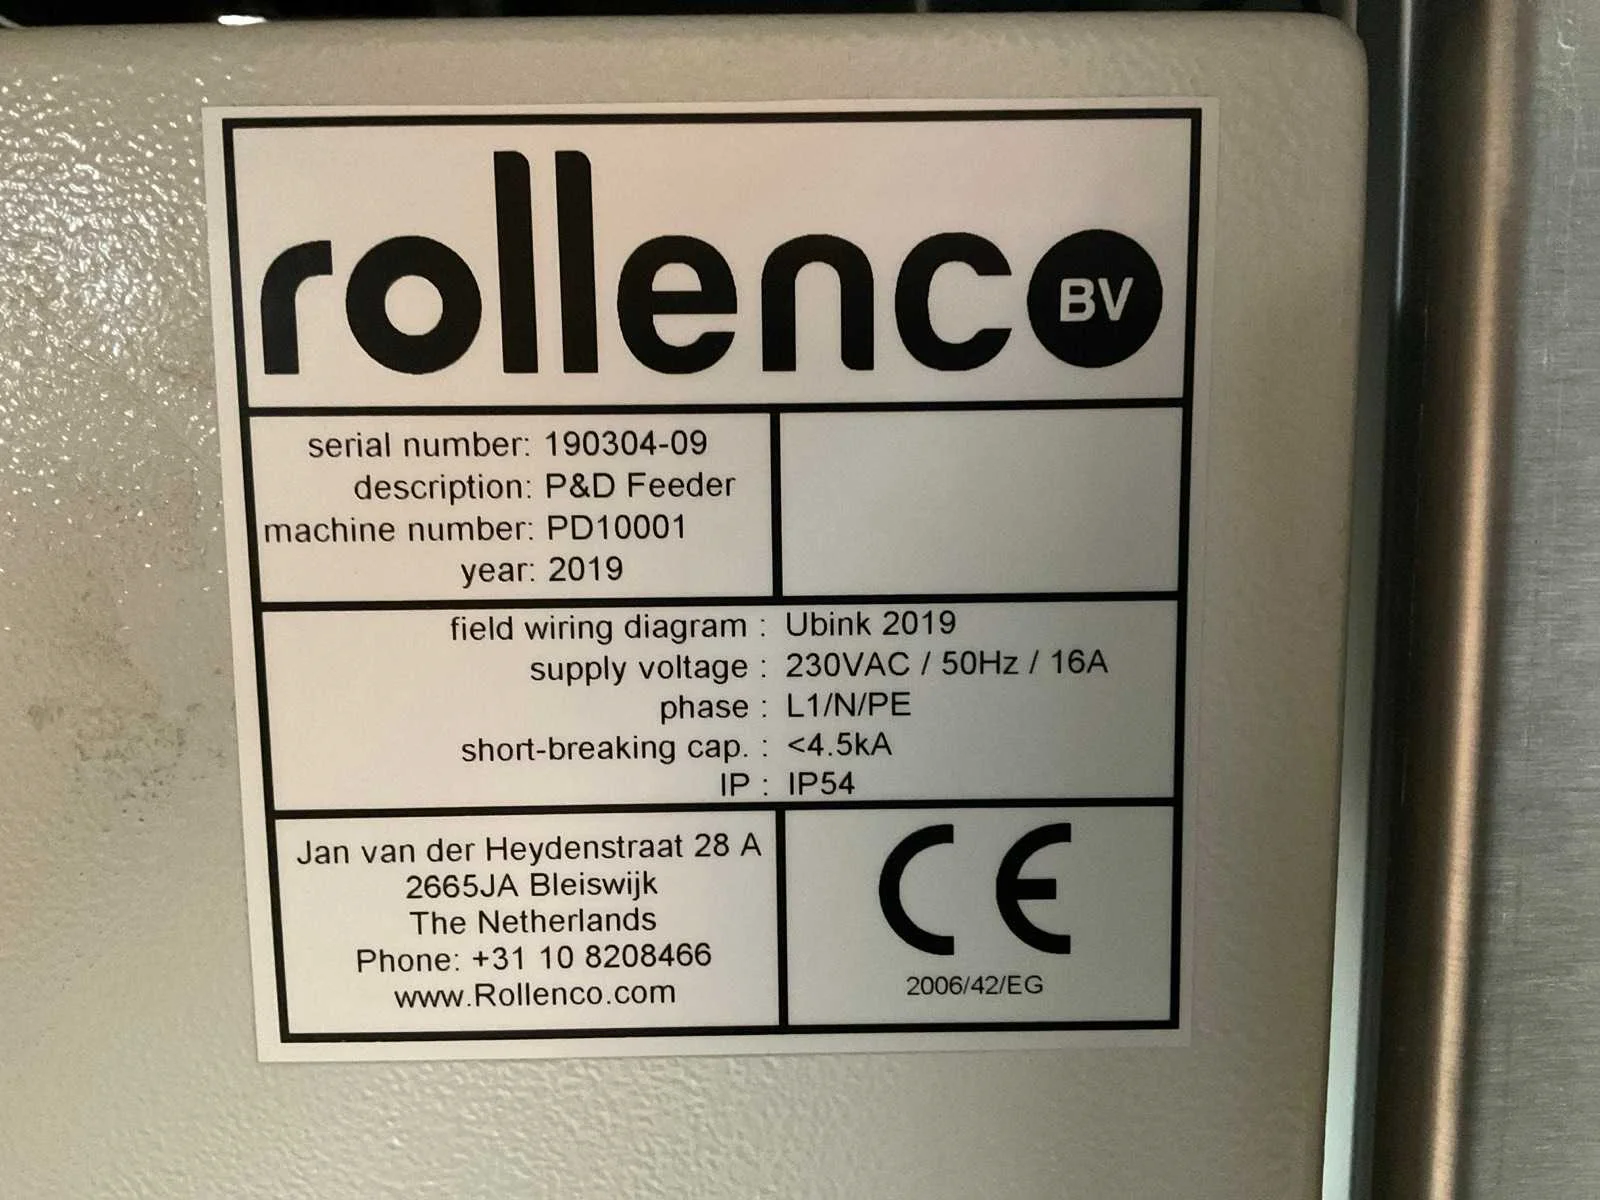 rollenco BV
serial number: 190304-09
description: P&D Feeder
machine number: PD10001
year: 2019
field wiring diagram : Ubink 2019
supply voltage : 230VAC / 50Hz / 16A
phase : L1/N/PE
short-breaking cap. : <4.5kA
IP : IP54
Jan van der Heydenstraat 28 A
2665JA Bleiswijk
The Netherlands
Phone: +31 10 8208466
www.Rollenco.com
CE
2006/42/EG